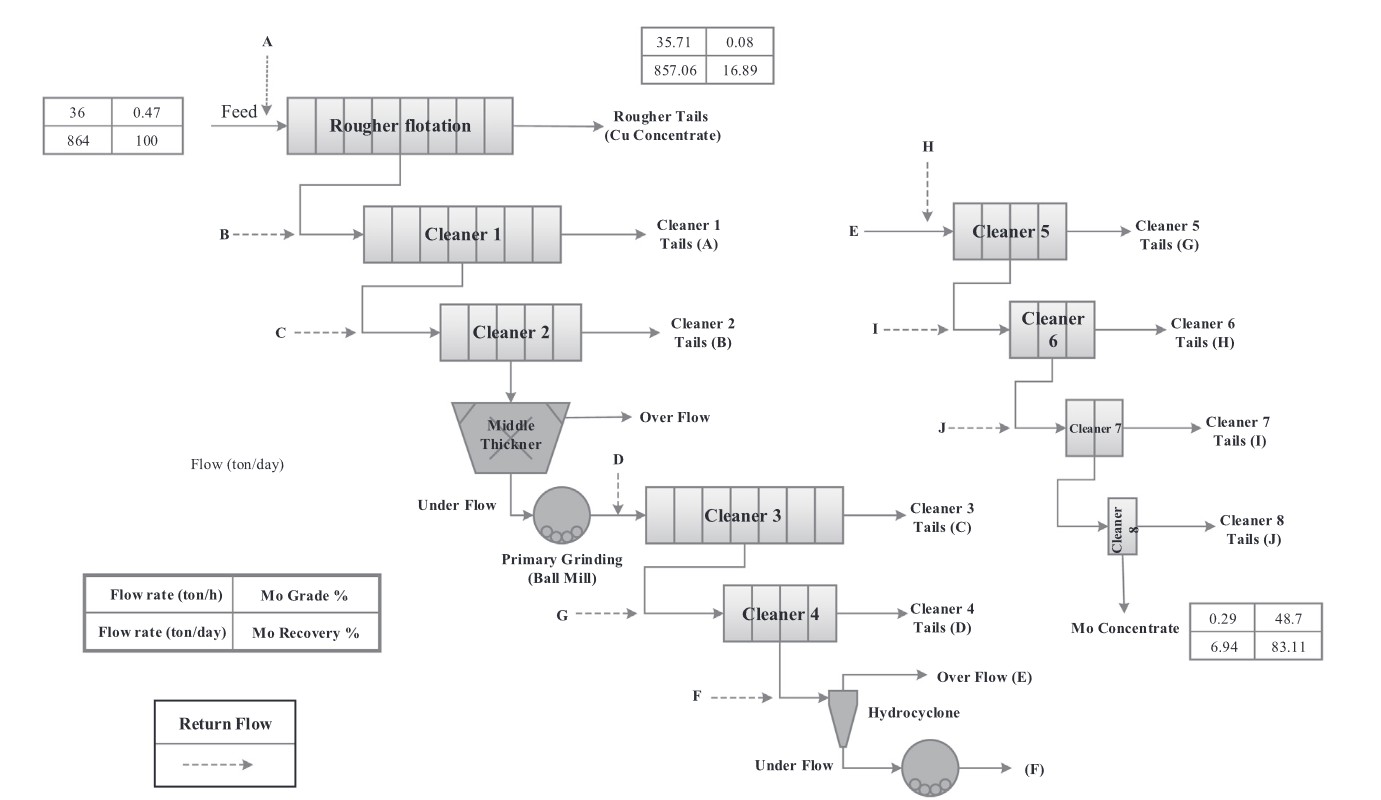 A
35.71 0.08
857.06 16.89
36 0.47
864 100
Feed
Rougher flotation
Rougher Tails
(Cu Concentrate)
H
B
Cleaner 1
Cleaner 1
Tails (A)
E
Cleaner 5
Cleaner 5
Tails (G)
C
Cleaner 2
Cleaner 2
Tails (B)
I
Cleaner
6
Cleaner 6
Tails (H)
Middle
Thickner
Over Flow
J
Cleaner 7
Cleaner 7
Tails (I)
Flow (ton/day)
D
Under Flow
Cleaner 3
Cleaner 3
Tails (C)
Cleaner
8
Cleaner 8
Tails (J)
Primary Grinding
(Ball Mill)
Flow rate (ton/h) Mo Grade %
Flow rate (ton/day) Mo Recovery %
G
Cleaner 4
Cleaner 4
Tails (D)
Mo Concentrate
0.29 48.7
6.94 83.11
F
Over Flow (E)
Hydrocyclone
Return Flow
Under Flow
(F)